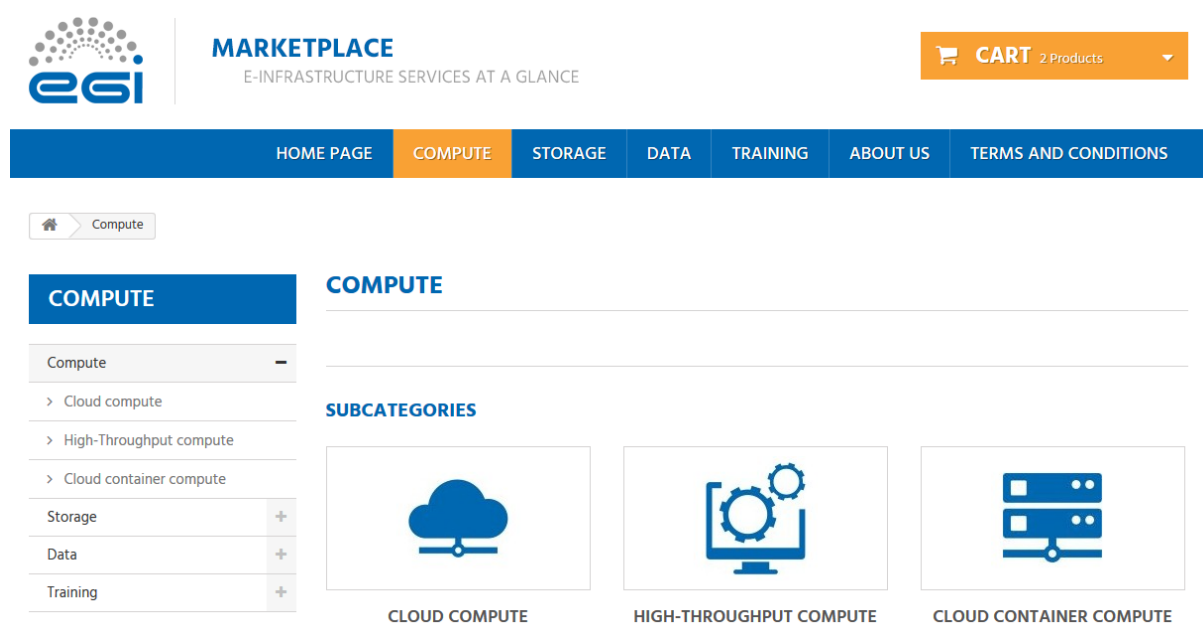 egi
MARKETPLACE
E-INFRASTRUCTURE SERVICES AT A GLANCE
CART 2 Products
HOME PAGE COMPUTE STORAGE DATA TRAINING ABOUT US TERMS AND CONDITIONS
Compute
COMPUTE
Compute
> Cloud compute
> High-Throughput compute
> Cloud container compute
Storage
Data
Training
COMPUTE
SUBCATEGORIES
CLOUD COMPUTE
HIGH-THROUGHPUT COMPUTE
CLOUD CONTAINER COMPUTE